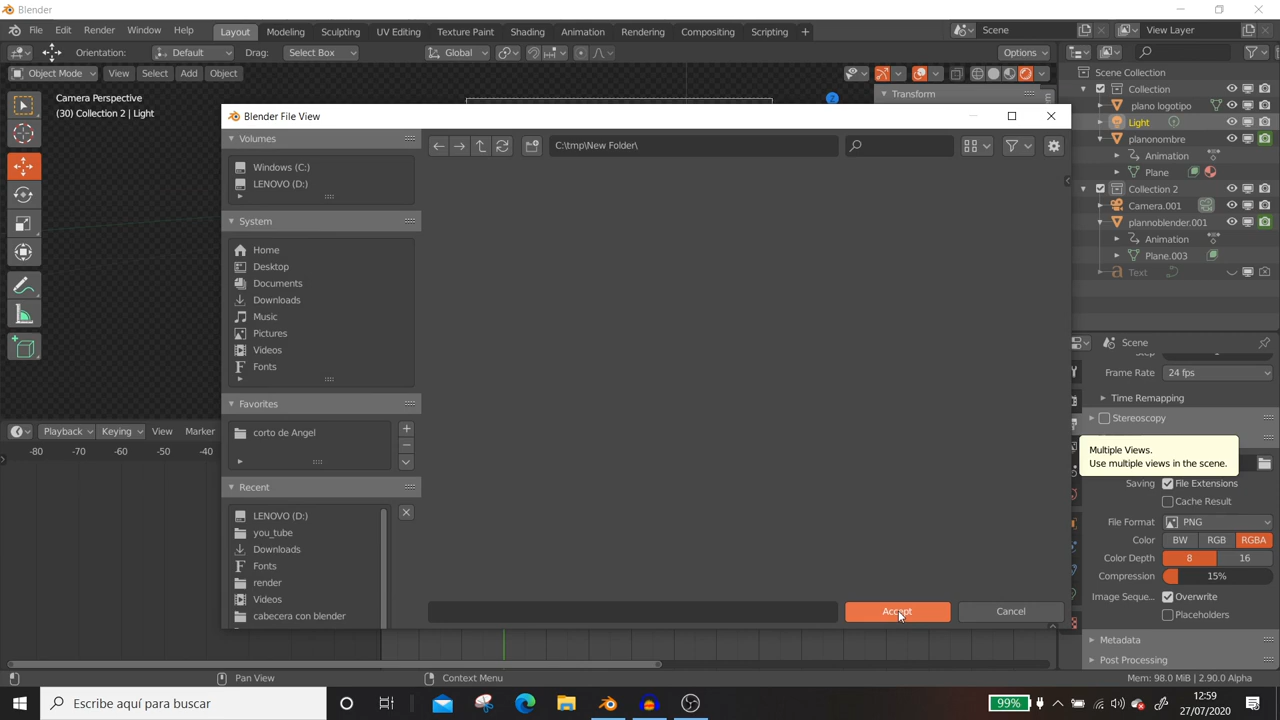 Blender
File Edit Render Window Help Layout Modeling Sculpting UV Editing Texture Paint Shading Animation Rendering Compositing Scripting + Scene View Layer
Orientation: Default Drag: Select Box Global Options
Object Mode View Select Add Object
Scene Collection
Camera Perspective
(30) Collection 2 | Light
Transform
Collection
plano logotipo
Light
planonombre
Animation
Plane
Collection 2
Camera.001
plannoblender.001
Animation
Plane.003
Text
Blender File View
Volumes
C:\tmp\New Folder\
Windows (C:)
LENOVO (D:)
System
Home
Desktop
Documents
Downloads
Music
Pictures
Videos
Fonts
Favorites
corto de Angel
Recent
LENOVO (D:)
you_tube
Downloads
Fonts
render
Videos
cabecera con blender
Accept Cancel
Scene
Frame Rate 24 fps
Time Remapping
Stereoscopy
Multiple Views.
Use multiple views in the scene.
Saving File Extensions
Cache Result
File Format PNG
Color BW RGB RGBA
Color Depth 8 16
Compression 15%
Image Seque... Overwrite
Placeholders
Metadata
Post Processing
Playback Keying View Marker
-80 -70 -60 -50 -40
Pan View Context Menu Mem: 98.0 MiB | 2.90.0 Alpha
Escribe aquí para buscar
99%
12:59
27/07/2020